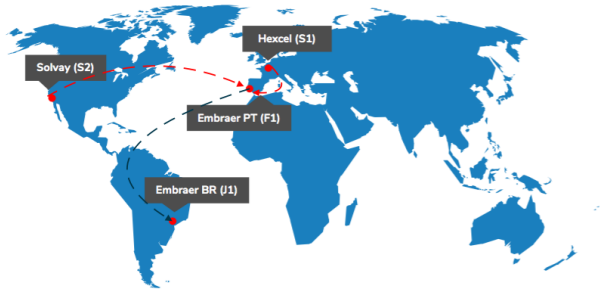 Hexcel (S1)
Solvay (S2)
Embraer PT (F1)
Embraer BR (J1)